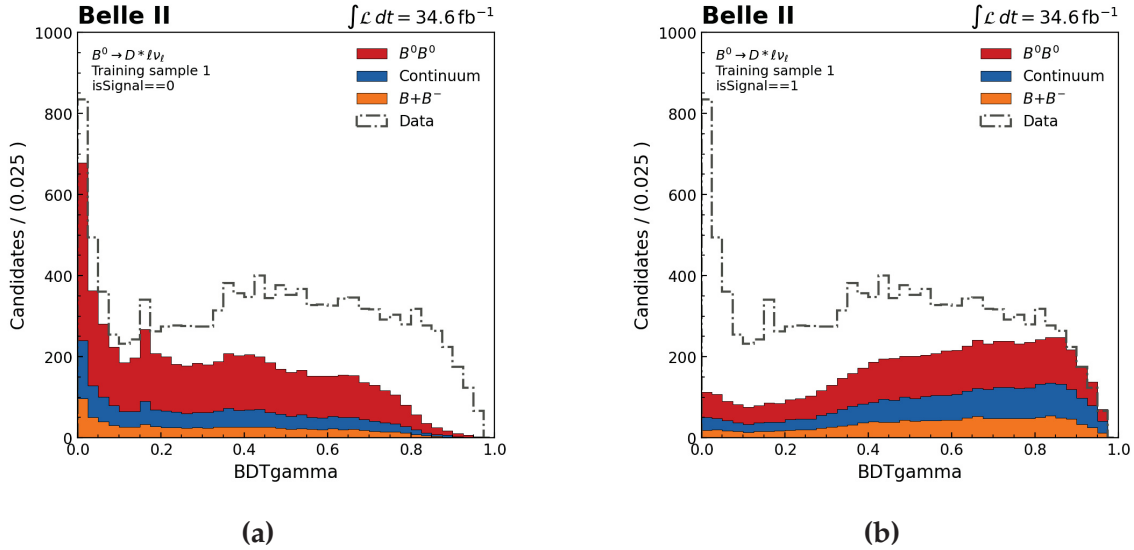 Belle II ∫ℒ dt = 34.6 fb⁻¹
B⁰ → D * ℓν_ℓ
Training sample 1
isSignal==0
B⁰B⁰
Continuum
B+B⁻
Data
1000
800
600
400
200
0
Candidates / (0.025 )
0.0 0.2 0.4 0.6 0.8 1.0
BDTgamma
(a)
Belle II ∫ℒ dt = 34.6 fb⁻¹
B⁰ → D * ℓν_ℓ
Training sample 1
isSignal==1
B⁰B⁰
Continuum
B+B⁻
Data
1000
800
600
400
200
0
Candidates / (0.025 )
0.0 0.2 0.4 0.6 0.8 1.0
BDTgamma
(b)